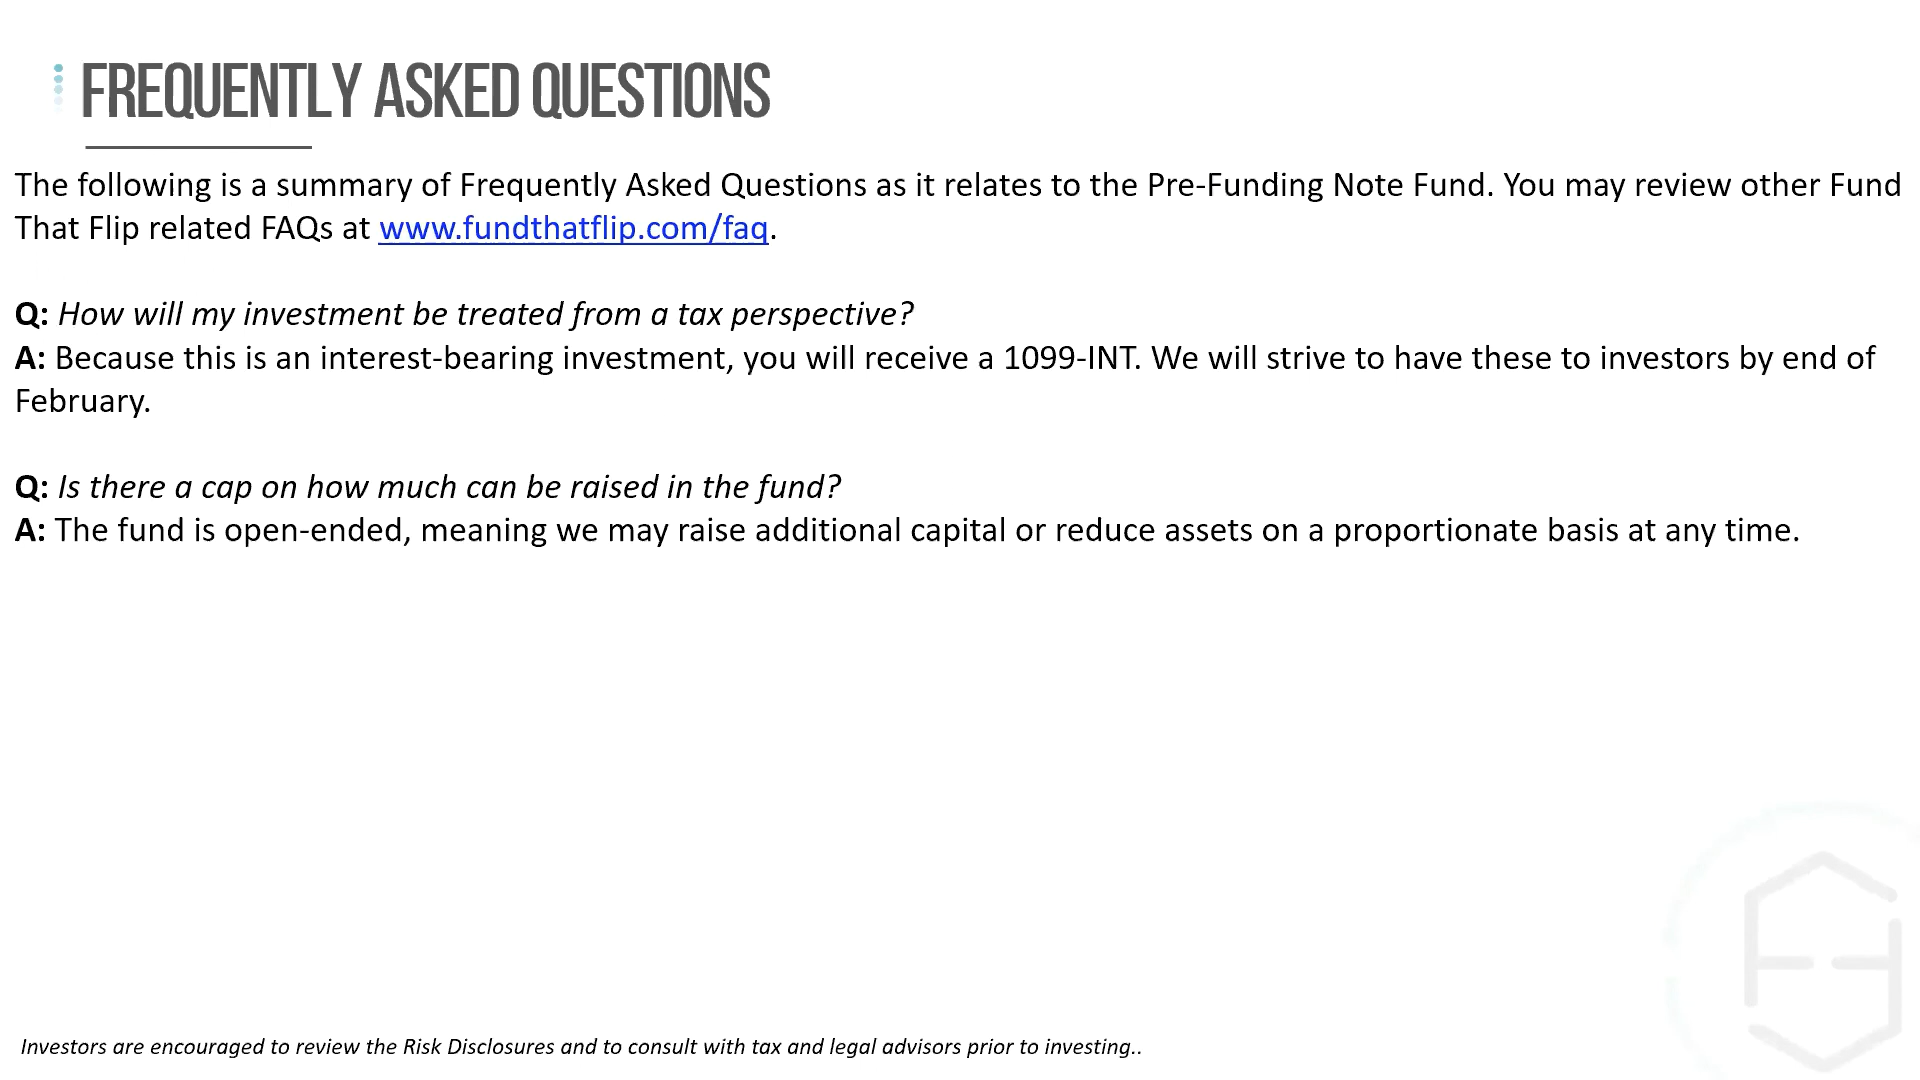 FREQUENTLY ASKED QUESTIONS
The following is a summary of Frequently Asked Questions as it relates to the Pre-Funding Note Fund. You may review other Fund
That Flip related FAQs at www.fundthatflip.com/faq.
Q: How will my investment be treated from a tax perspective?
A: Because this is an interest-bearing investment, you will receive a 1099-INT. We will strive to have these to investors by end of
February.
Q: Is there a cap on how much can be raised in the fund?
A: The fund is open-ended, meaning we may raise additional capital or reduce assets on a proportionate basis at any time.
Investors are encouraged to review the Risk Disclosures and to consult with tax and legal advisors prior to investing..